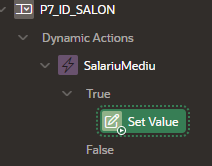 P7_ID_SALON
Dynamic Actions
SalariuMediu
True
Set Value
False